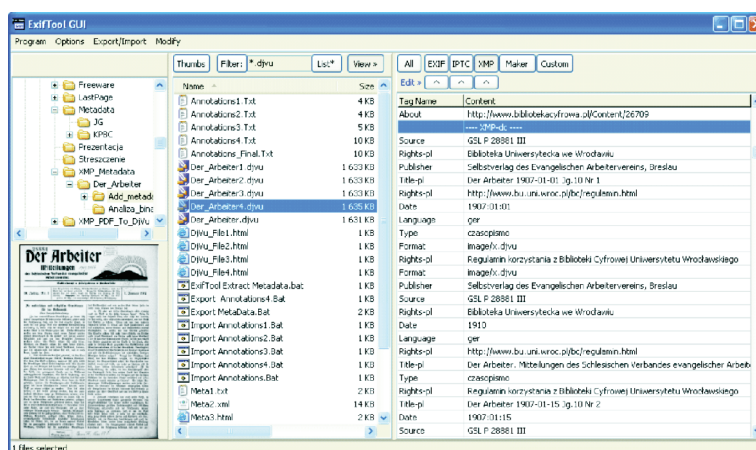 ExifTool GUI
Program Options Export/Import Modify
Thumbs Filter: *.djvu List* View »
All EXIF IPTC XMP Maker Custom
Edit »
Freeware
LastPage
Metadata
JG
KPBC
Prezentacja
Streszczenie
XMP_Metadata
Der_Arbeiter
Add_metada
Analiza_bina
XMP_PDF_To_DjVu
Der Arbeiter
Mitteilungen
Name Size
Annotations1.Txt 4 KB
Annotations2.Txt 4 KB
Annotations3.Txt 5 KB
Annotations4.Txt 10 KB
Annotations_Final.Txt 10 KB
Der_Arbeiter1.djvu 1 633 KB
Der_Arbeiter2.djvu 1 633 KB
Der_Arbeiter3.djvu 1 633 KB
Der_Arbeiter4.djvu 1 635 KB
Der_Arbeiter.djvu 1 631 KB
DjVu_File1.html 1 KB
DjVu_File2.html 1 KB
DjVu_File3.html 1 KB
DjVu_File4.html 1 KB
ExifTool Extract Metadata.bat 1 KB
Export Annotations4.Bat 1 KB
Export MetaData.Bat 2 KB
Import Annotations1.Bat 1 KB
Import Annotations2.Bat 1 KB
Import Annotations3.Bat 1 KB
Import Annotations4.Bat 1 KB
Import Annotations.Bat 1 KB
Meta1.txt 2 KB
Meta2.xml 14 KB
Meta3.html 2 KB
Tag Name Content
About http://www.bibliotekacyfrowa.pl/Content/26709
---- XMP-dc ----
Source GSL P 28881 III
Rights-pl Biblioteka Uniwersytecka we Wrocławiu
Publisher Selbstverlag des Evangelischen Arbeitervereins, Breslau
Title-pl Der Arbeiter 1907-01-01 Jg.10 Nr 1
Rights-pl http://www.bu.uni.wroc.pl/bc/regulemin.html
Date 1907:01:01
Language ger
Type czasopismo
Format image/x.djvu
Rights-pl Regulamin korzystania z Biblioteki Cyfrowej Uniwersytetu Wrocławskiego
Format image/x.djvu
Publisher Selbstverlag des Evangelischen Arbeitervereins, Breslau
Source GSL P 28881 III
Rights-pl Biblioteka Uniwersytecka we Wrocławiu
Date 1910
Language ger
Rights-pl http://www.bu.uni.wroc.pl/bc/regulemin.html
Title-pl Der Arbeiter. Mitteilungen des Schlesischen Verbandes evangelischer Arbeit
Type czasopismo
Rights-pl Regulamin korzystania z Biblioteki Cyfrowej Uniwersytetu Wrocławskiego
Title-pl Der Arbeiter 1907-01-15 Jg.10 Nr 2
Date 1907:01:15
Source GSL P 28881 III
1 files selected